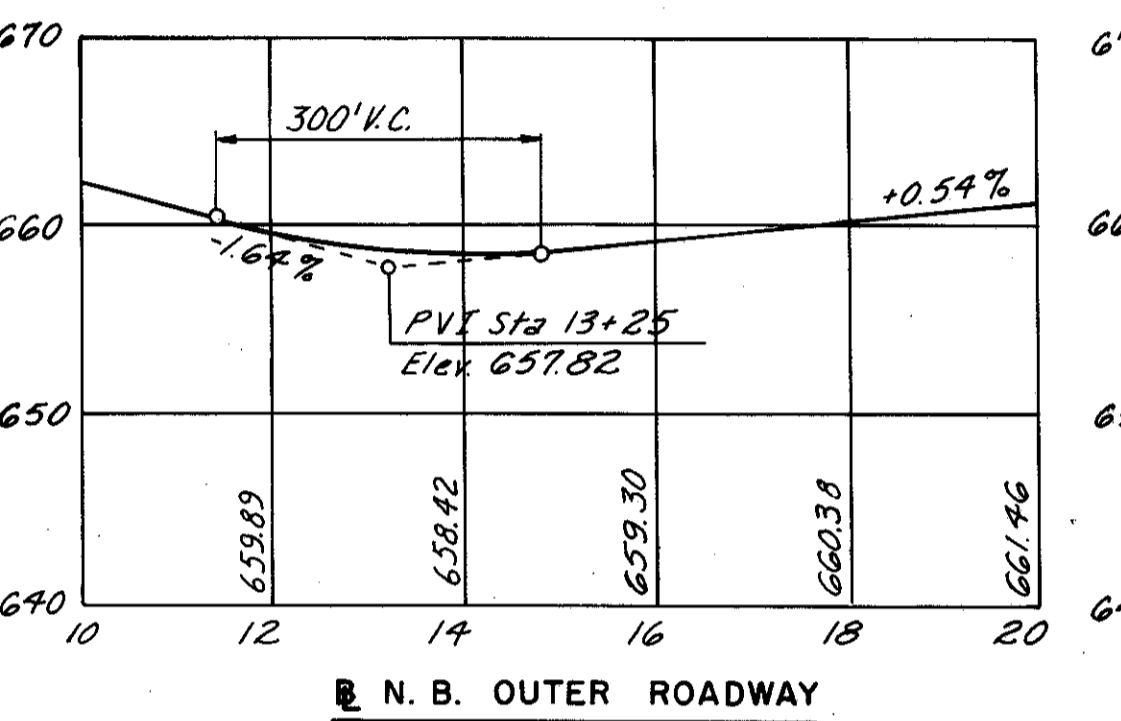 670
300' V.C.
+0.54%
660
-1.64%
PVI Sta 13+25
Elev. 657.82
650
659.89
658.42
659.30
660.38
661.46
640
10 12 14 16 18 20
℄ N. B. OUTER ROADWAY